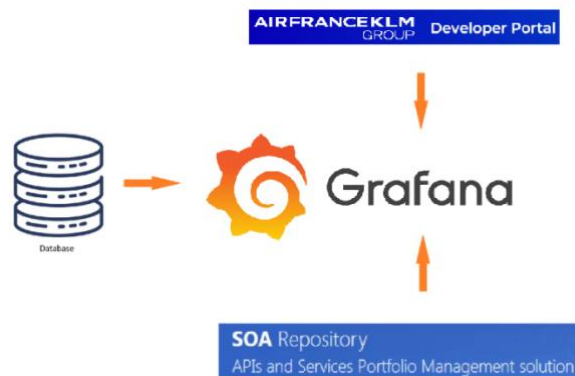 AIRFRANCEKLM
GROUP
Developer Portal
Grafana
Database
SOA Repository
APIs and Services Portfolio Management solution